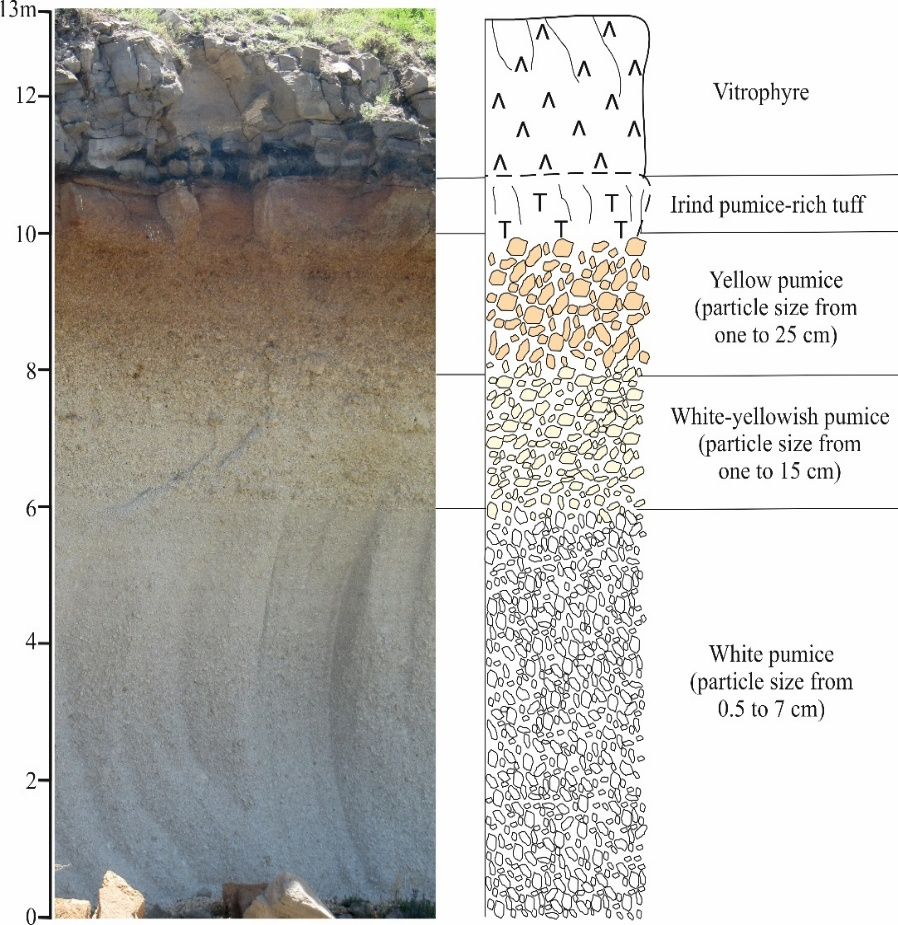 13m
12
10
8
6
4
2
0
Vitrophyre
Irind pumice-rich tuff
Yellow pumice
(particle size from
one to 25 cm)
White-yellowish pumice
(particle size from
one to 15 cm)
White pumice
(particle size from
0.5 to 7 cm)